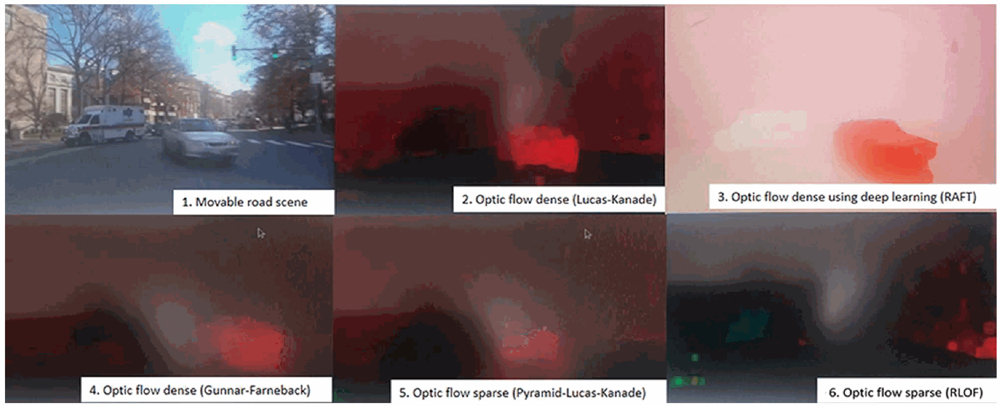 1. Movable road scene
2. Optic flow dense (Lucas-Kanade)
3. Optic flow dense using deep learning (RAFT)
4. Optic flow dense (Gunnar-Farneback)
5. Optic flow sparse (Pyramid-Lucas-Kanade)
6. Optic flow sparse (RLOF)